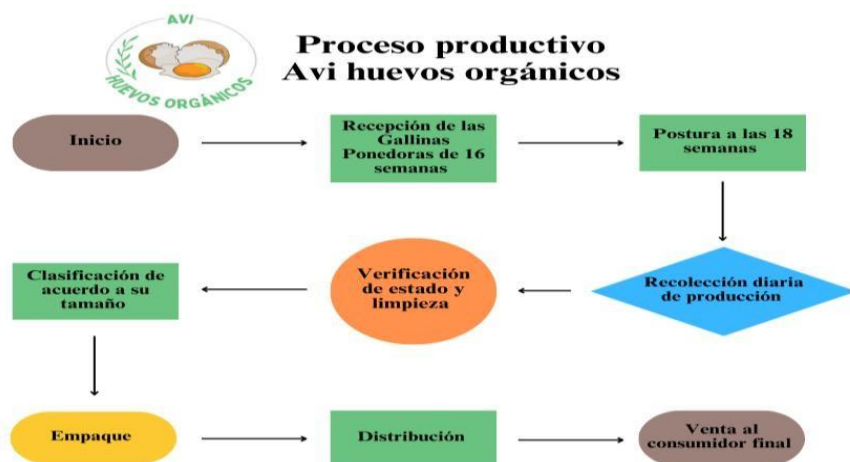 AVI
HUEVOS ORGÁNICOS
Proceso productivo
Avi huevos orgánicos
Inicio
Recepción de las
Gallinas
Ponedoras de 16
semanas
Postura a las 18
semanas
Recolección diaria
de producción
Verificación
de estado y
limpieza
Clasificación de
acuerdo a su
tamaño
Empaque
Distribución
Venta al
consumidor final